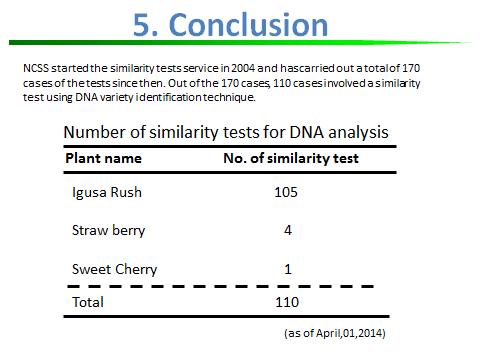 5. Conclusion
NCSS started the similarity tests service in 2004 and has carried out a total of 170
cases of the tests since then. Out of the 170 cases, 110 cases involved a similarity
test using DNA variety identification technique.
Number of similarity tests for DNA analysis
Plant name No. of similarity test
Igusa Rush 105
Straw berry 4
Sweet Cherry 1
Total 110
(as of April,01,2014)